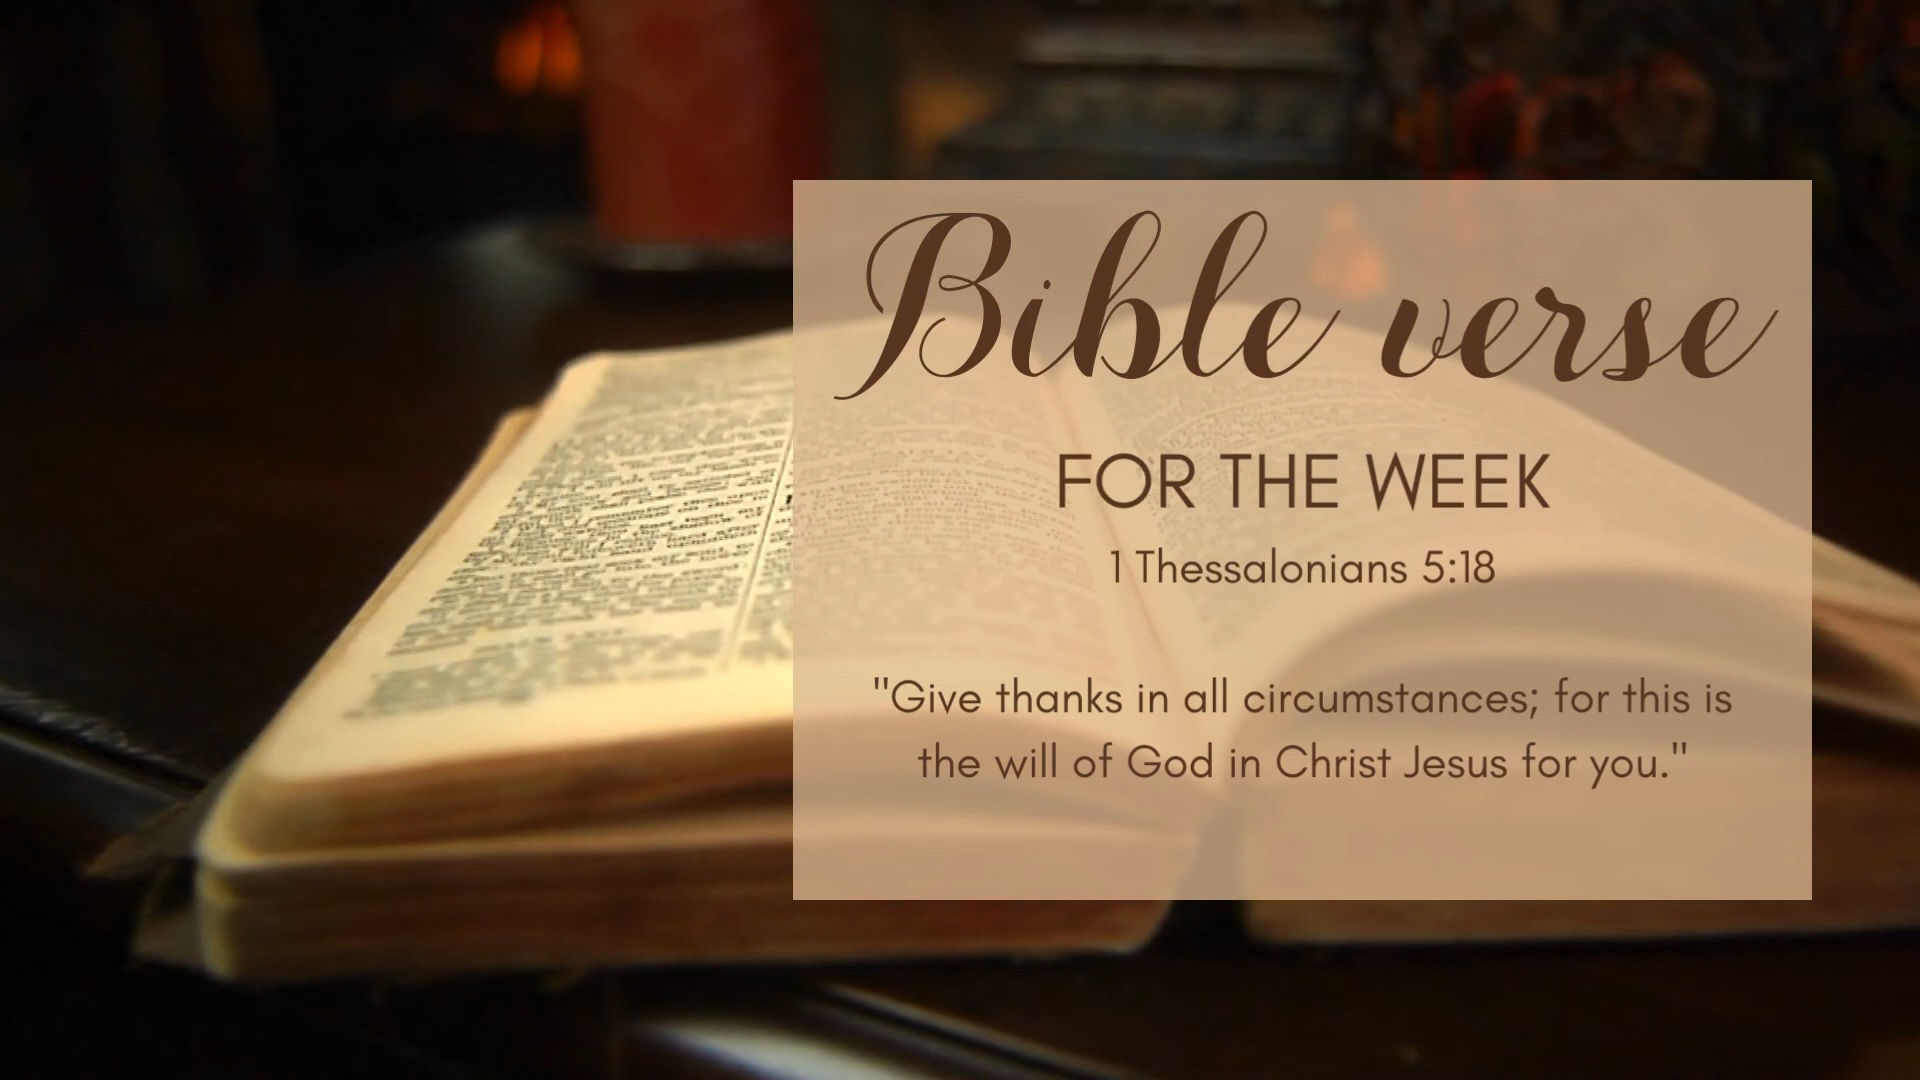 Bible verse
FOR THE WEEK
1 Thessalonians 5:18
"Give thanks in all circumstances; for this is
the will of God in Christ Jesus for you."